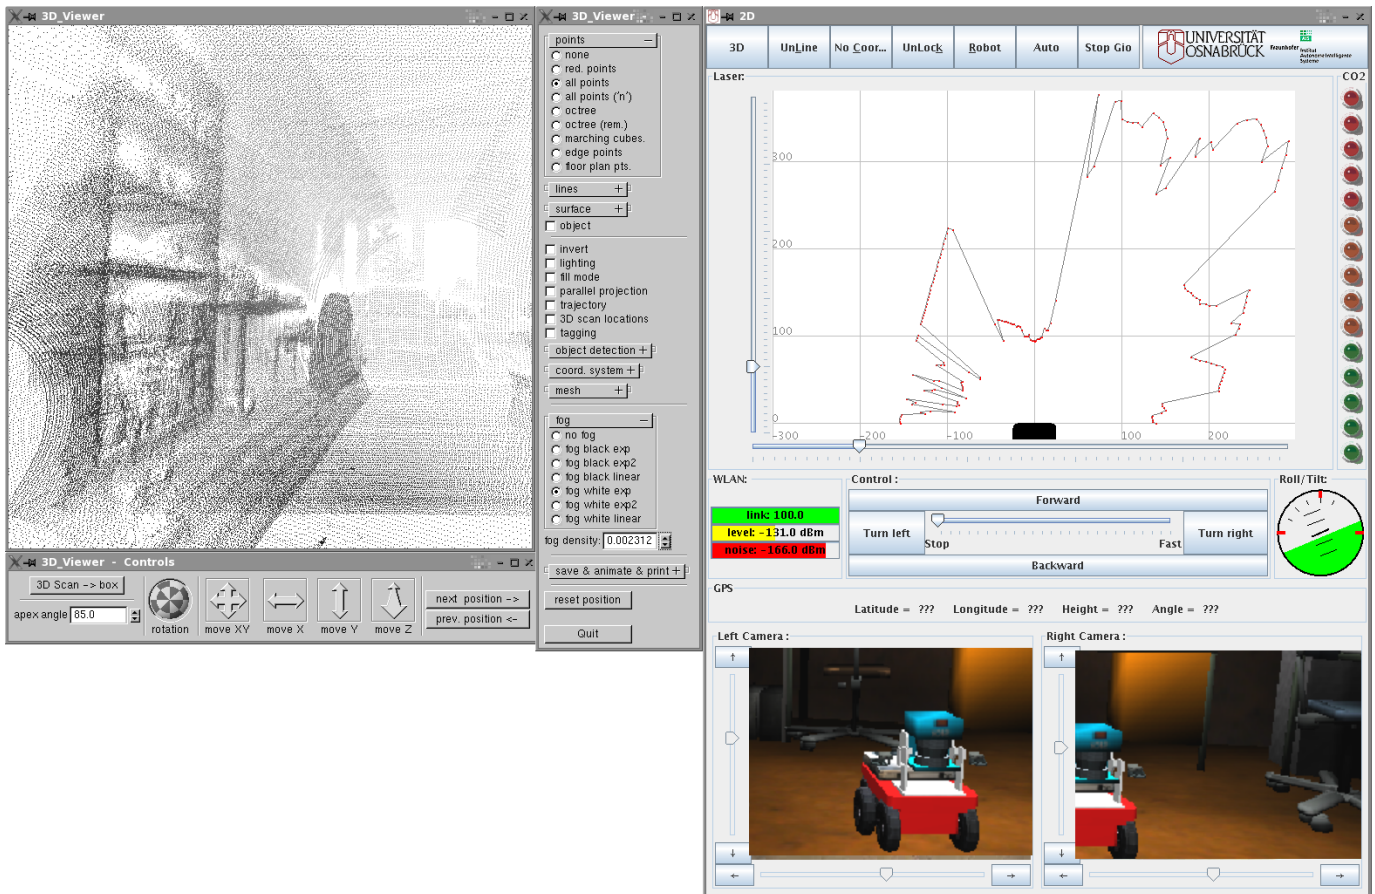 3D_Viewer
3D_Viewer
points
none
red. points
all points
all points ('n')
octree
octree (rem.)
marching cubes.
edge points
floor plan pts.
lines
surface
object
invert
lighting
fill mode
parallel projection
trajectory
3D scan locations
tagging
object detection
coord. system
mesh
fog
no fog
fog black exp
fog black exp2
fog black linear
fog white exp
fog white exp2
fog white linear
fog density: 0.002312
save & animate & print
reset position
Quit
3D_Viewer - Controls
3D Scan -> box
apex angle 85.0
rotation
move XY
move X
move Y
move Z
next position ->
prev. position <-
2D
3D
UnLine
No Coor...
UnLock
Robot
Auto
Stop Gio
UNIVERSITÄT
OSNABRÜCK
Fraunhofer
Institut
Autonome Intelligente
Systeme
Laser:
CO2
300
200
100
0
-300 -200 -100 100 200
WLAN:
link: 100.0
level: -131.0 dBm
noise: -166.0 dBm
Control :
Forward
Turn left
Stop
Fast
Turn right
Backward
Roll/Tilt:
GPS
Latitude = ??? Longitude = ??? Height = ??? Angle = ???
Left Camera :
Right Camera :